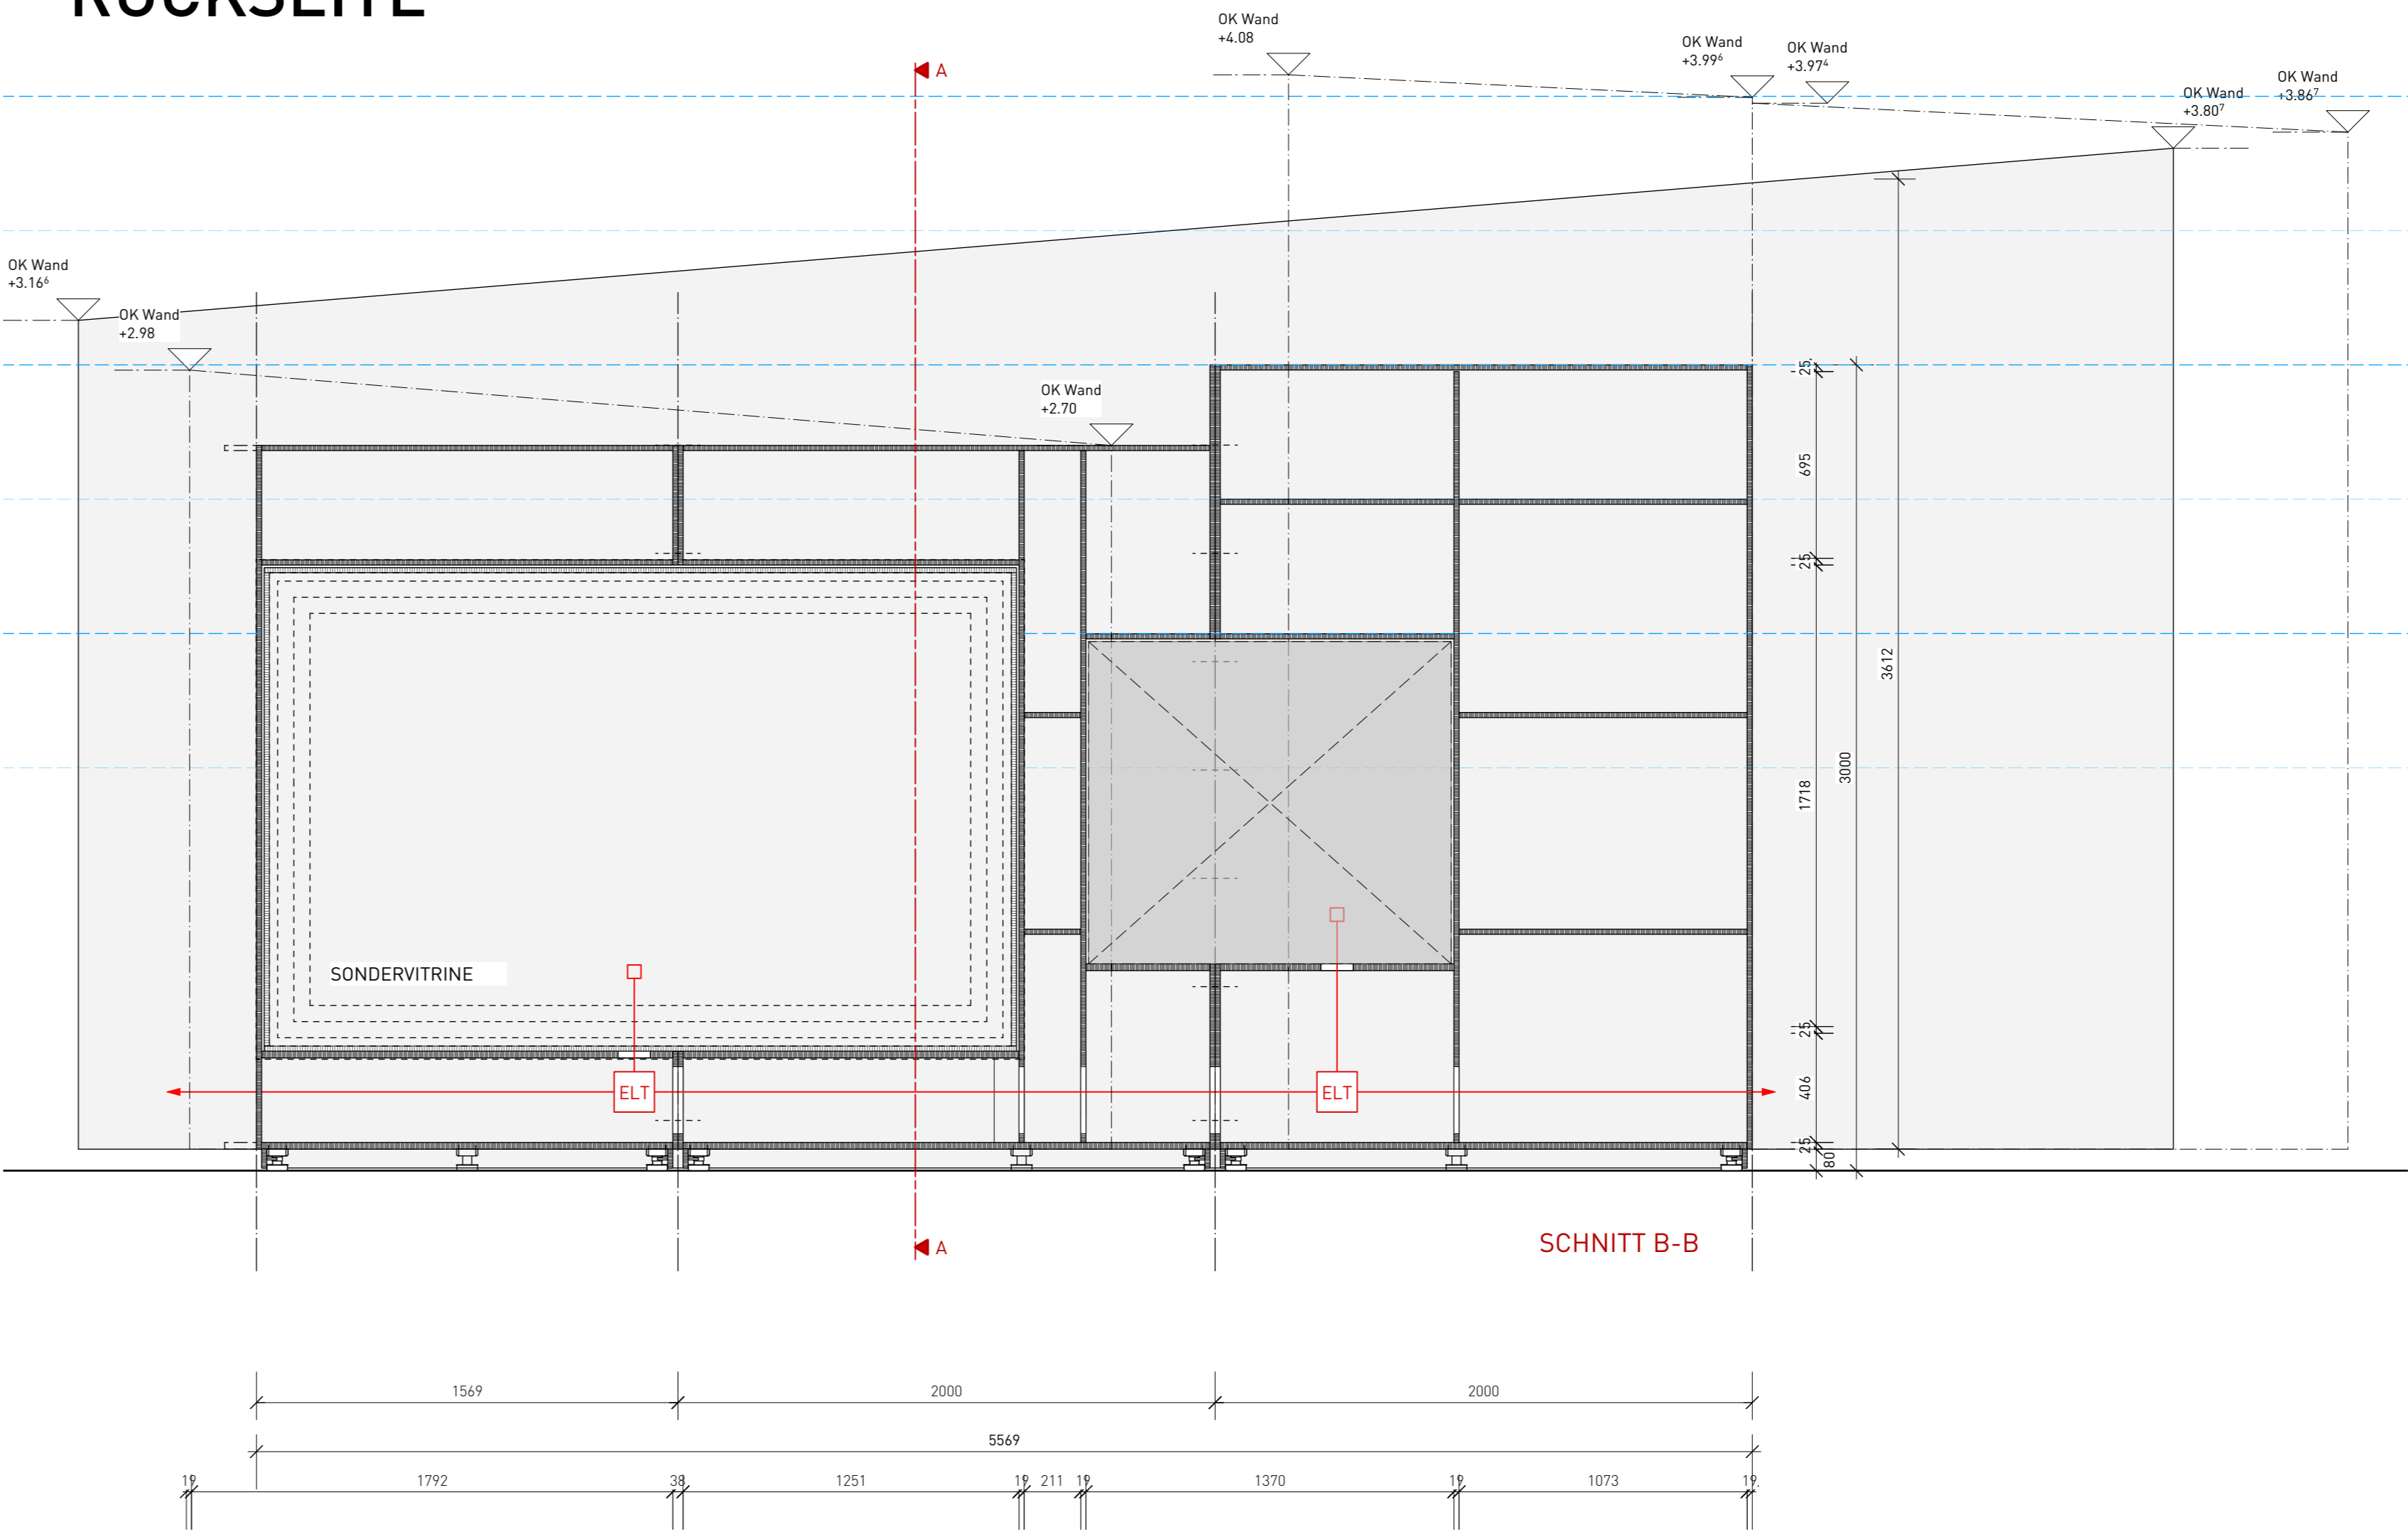 RÜCKSEITE
OK Wand
+4.08
OK Wand
+3.99⁶
OK Wand
+3.97⁴
OK Wand
+3.86⁷
OK Wand
+3.80⁷
A
OK Wand
+3.16⁶
OK Wand
+2.98
OK Wand
+2.70
25
695
25
3612
3000
1718
SONDERVITRINE
25
ELT
ELT
406
25
80
A
SCHNITT B-B
1569
2000
2000
5569
19
1792
38
1251
19
211
19
1370
19
1073
19